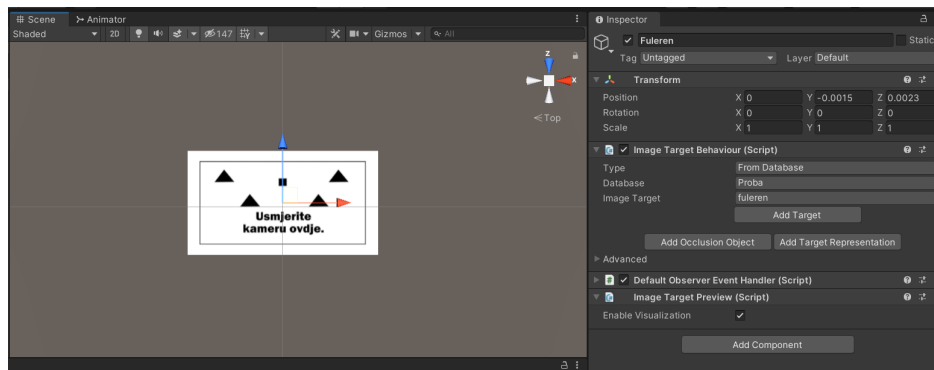 Scene Animator
Shaded 2D 147 Gizmos All
z
x
Top
Usmjerite
kameru ovdje.
Inspector
Fuleren Static
Tag Untagged Layer Default
Transform
Position X 0 Y -0.0015 Z 0.0023
Rotation X 0 Y 0 Z 0
Scale X 1 Y 1 Z 1
Image Target Behaviour (Script)
Type From Database
Database Proba
Image Target fuleren
Add Target
Add Occlusion Object Add Target Representation
Advanced
Default Observer Event Handler (Script)
Image Target Preview (Script)
Enable Visualization
Add Component